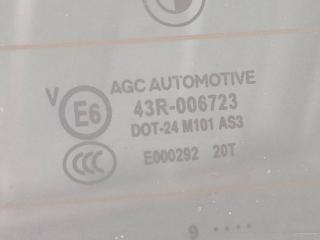 AGC AUTOMOTIVE
V E6 43R-006723
DOT-24 M101 AS3
CCC E000292 20T
9 ....